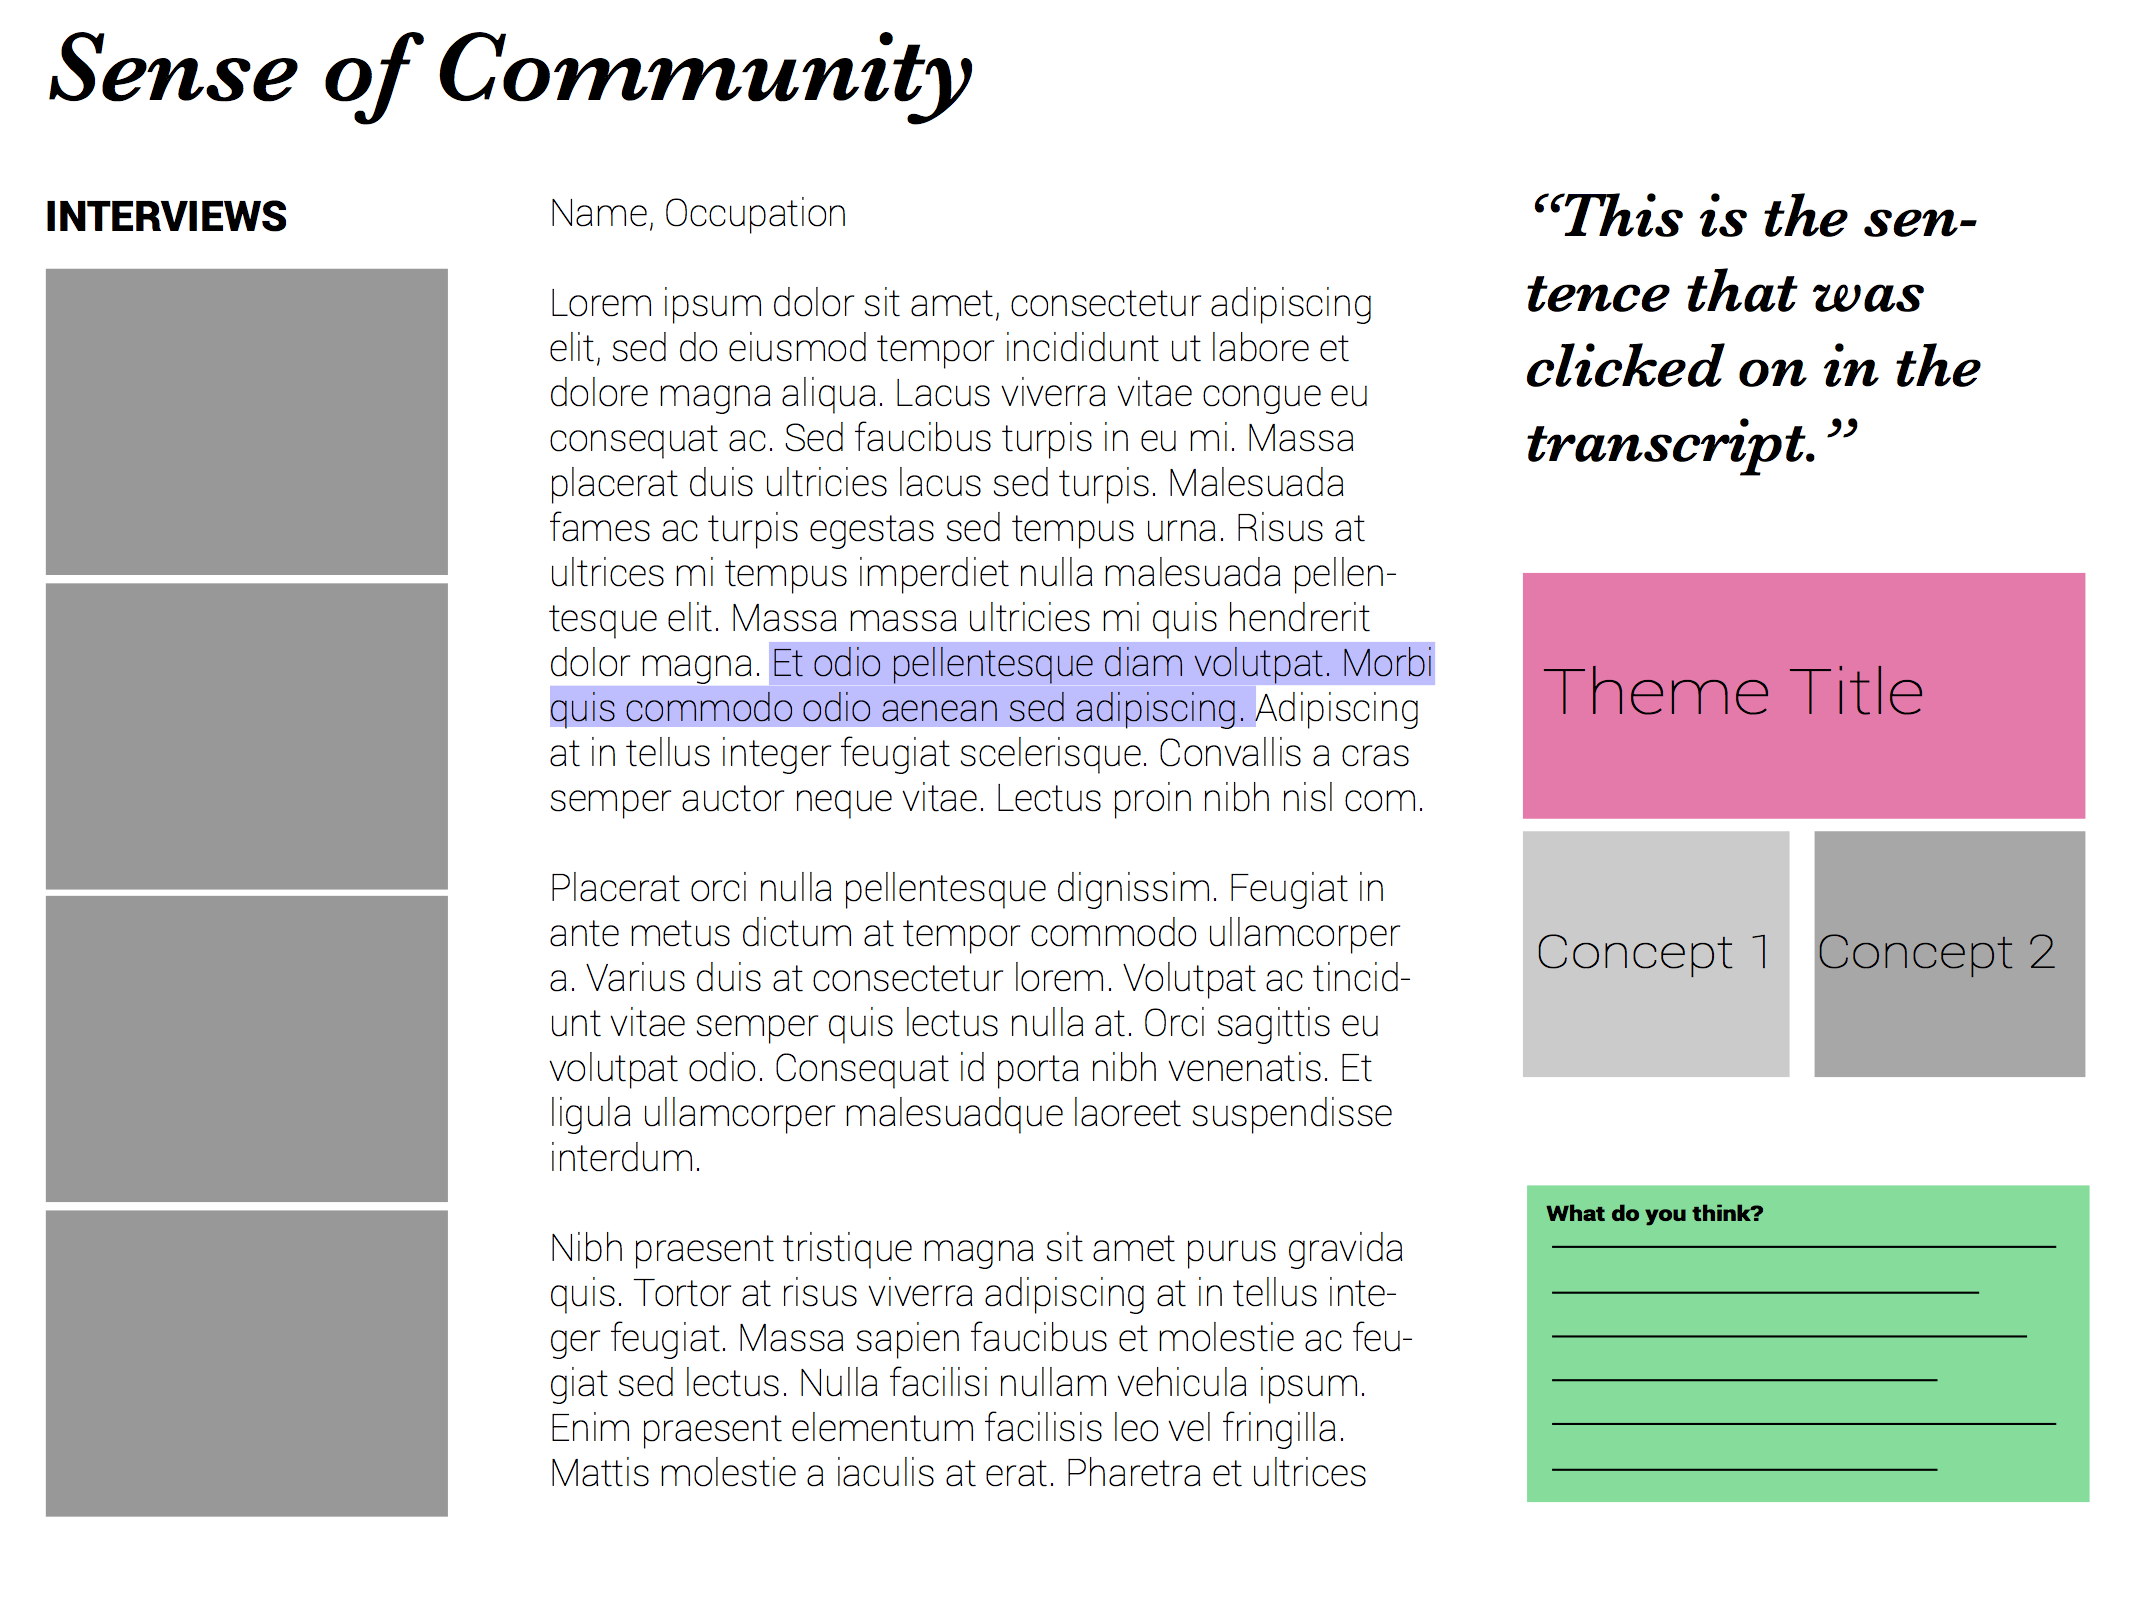 Sense of Community
INTERVIEWS
Name, Occupation
Lorem ipsum dolor sit amet, consectetur adipiscing
elit, sed do eiusmod tempor incididunt ut labore et
dolore magna aliqua. Lacus viverra vitae congue eu
consequat ac. Sed faucibus turpis in eu mi. Massa
placerat duis ultricies lacus sed turpis. Malesuada
fames ac turpis egestas sed tempus urna. Risus at
ultrices mi tempus imperdiet nulla malesuada pellen-
tesque elit. Massa massa ultricies mi quis hendrerit
dolor magna. Et odio pellentesque diam volutpat. Morbi
quis commodo odio aenean sed adipiscing. Adipiscing
at in tellus integer feugiat scelerisque. Convallis a cras
semper auctor neque vitae. Lectus proin nibh nisl com.
Placerat orci nulla pellentesque dignissim. Feugiat in
ante metus dictum at tempor commodo ullamcorper
a. Varius duis at consectetur lorem. Volutpat ac tincid-
unt vitae semper quis lectus nulla at. Orci sagittis eu
volutpat odio. Consequat id porta nibh venenatis. Et
ligula ullamcorper malesuadque laoreet suspendisse
interdum.
Nibh praesent tristique magna sit amet purus gravida
quis. Tortor at risus viverra adipiscing at in tellus inte-
ger feugiat. Massa sapien faucibus et molestie ac feu-
giat sed lectus. Nulla facilisi nullam vehicula ipsum.
Enim praesent elementum facilisis leo vel fringilla.
Mattis molestie a iaculis at erat. Pharetra et ultrices
“This is the sen-
tence that was
clicked on in the
transcript.”
Theme Title
Concept 1
Concept 2
What do you think?